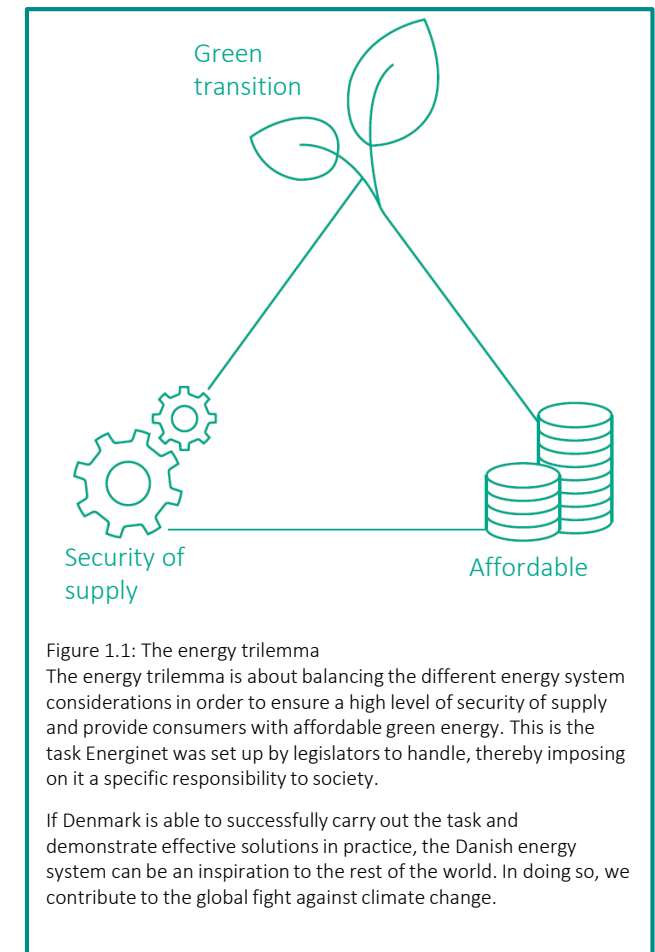 Green
transition
Security of
supply
Affordable
Figure 1.1: The energy trilemma
The energy trilemma is about balancing the different energy system
considerations in order to ensure a high level of security of supply
and provide consumers with affordable green energy. This is the
task Energinet was set up by legislators to handle, thereby imposing
on it a specific responsibility to society.
If Denmark is able to successfully carry out the task and
demonstrate effective solutions in practice, the Danish energy
system can be an inspiration to the rest of the world. In doing so, we
contribute to the global fight against climate change.